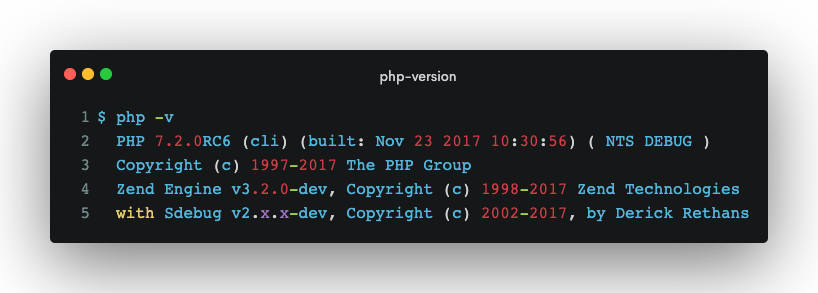 php-version
1 $ php -v
2 PHP 7.2.0RC6 (cli) (built: Nov 23 2017 10:30:56) ( NTS DEBUG )
3 Copyright (c) 1997-2017 The PHP Group
4 Zend Engine v3.2.0-dev, Copyright (c) 1998-2017 Zend Technologies
5 with Sdebug v2.x.x-dev, Copyright (c) 2002-2017, by Derick Rethans